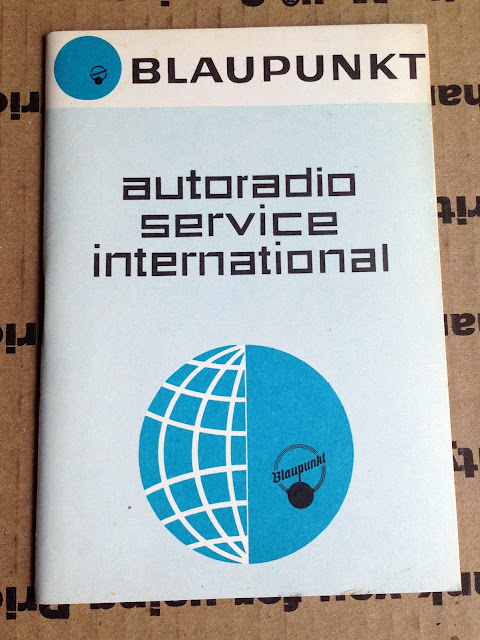 BLAUPUNKT
autoradio
service
international
Blaupunkt